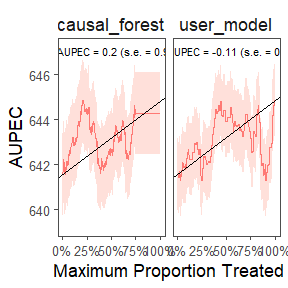 causal_forest user_model
AUPEC = 0.2 (s.e. = 0.9 UPEC = -0.11 (s.e. = 0
646
644
642
640
AUPEC
0% 25% 50% 75% 100% 0% 25% 50% 75% 100%
Maximum Proportion Treated